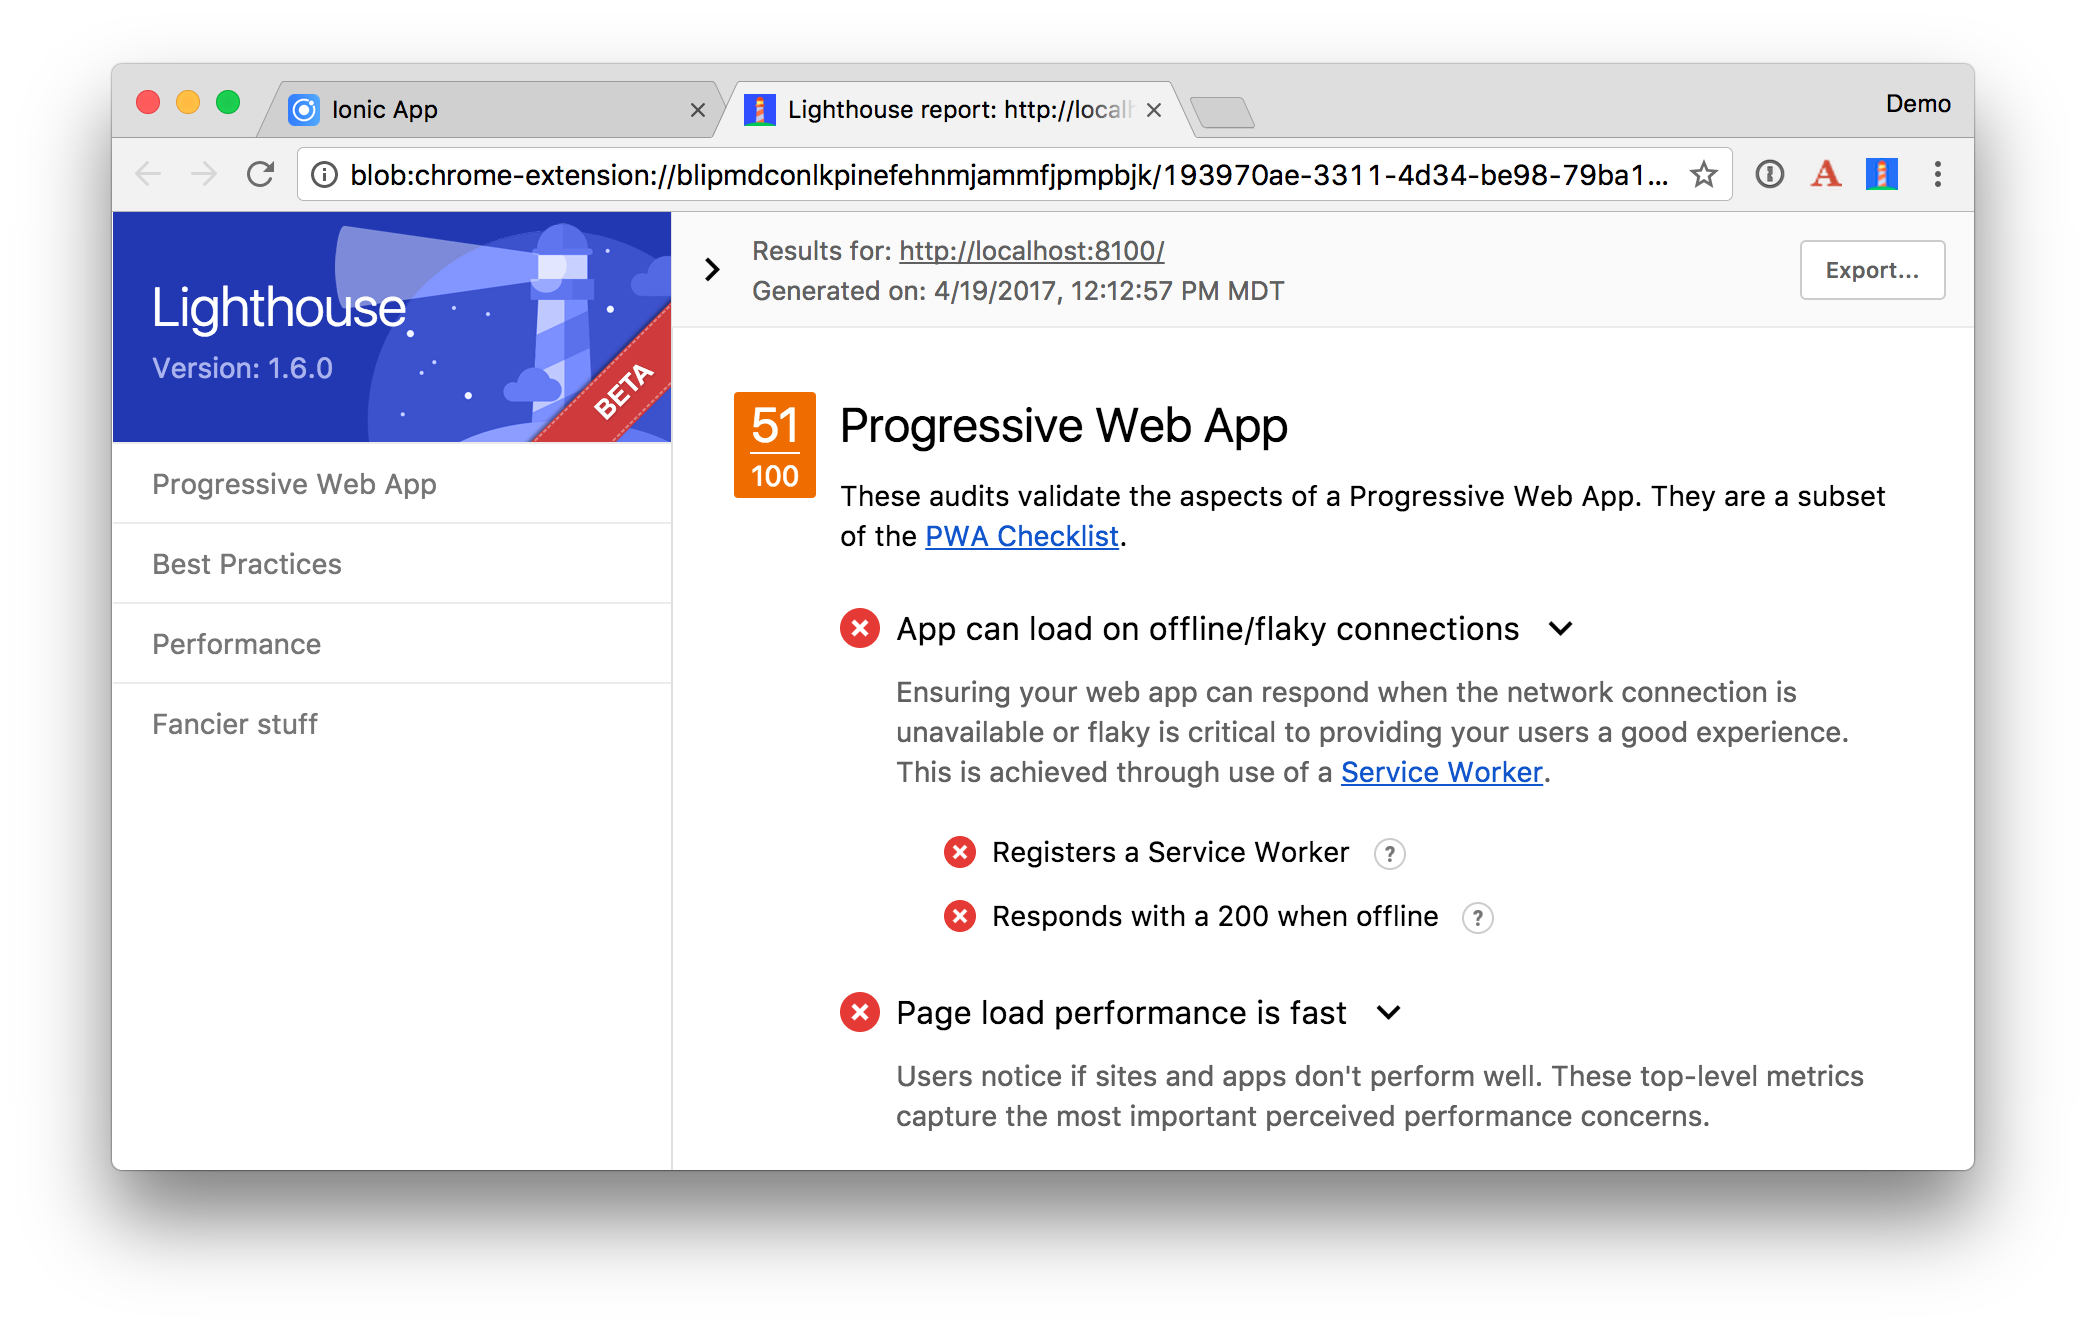 Ionic App
Lighthouse report: http://local
Demo
blob:chrome-extension://blipmdconlkpinefehnmjammfjpmpbjk/193970ae-3311-4d34-be98-79ba1...
Lighthouse
Version: 1.6.0
BETA
Progressive Web App
Best Practices
Performance
Fancier stuff
Results for: http://localhost:8100/
Generated on: 4/19/2017, 12:12:57 PM MDT
Export...
51
100
Progressive Web App
These audits validate the aspects of a Progressive Web App. They are a subset
of the PWA Checklist.
App can load on offline/flaky connections
Ensuring your web app can respond when the network connection is
unavailable or flaky is critical to providing your users a good experience.
This is achieved through use of a Service Worker.
Registers a Service Worker ?
Responds with a 200 when offline ?
Page load performance is fast
Users notice if sites and apps don't perform well. These top-level metrics
capture the most important perceived performance concerns.